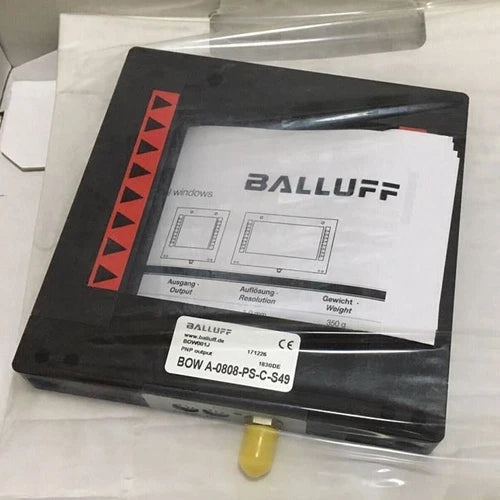 BALLUFF
l windows
Ausgang · Auflösung · Gewicht ·
Output Resolution Weight
350 g
BALLUFF
www.balluff.de
BOW001J 171226
PNP output 1830DE
BOW A-0808-PS-C-S49
CE